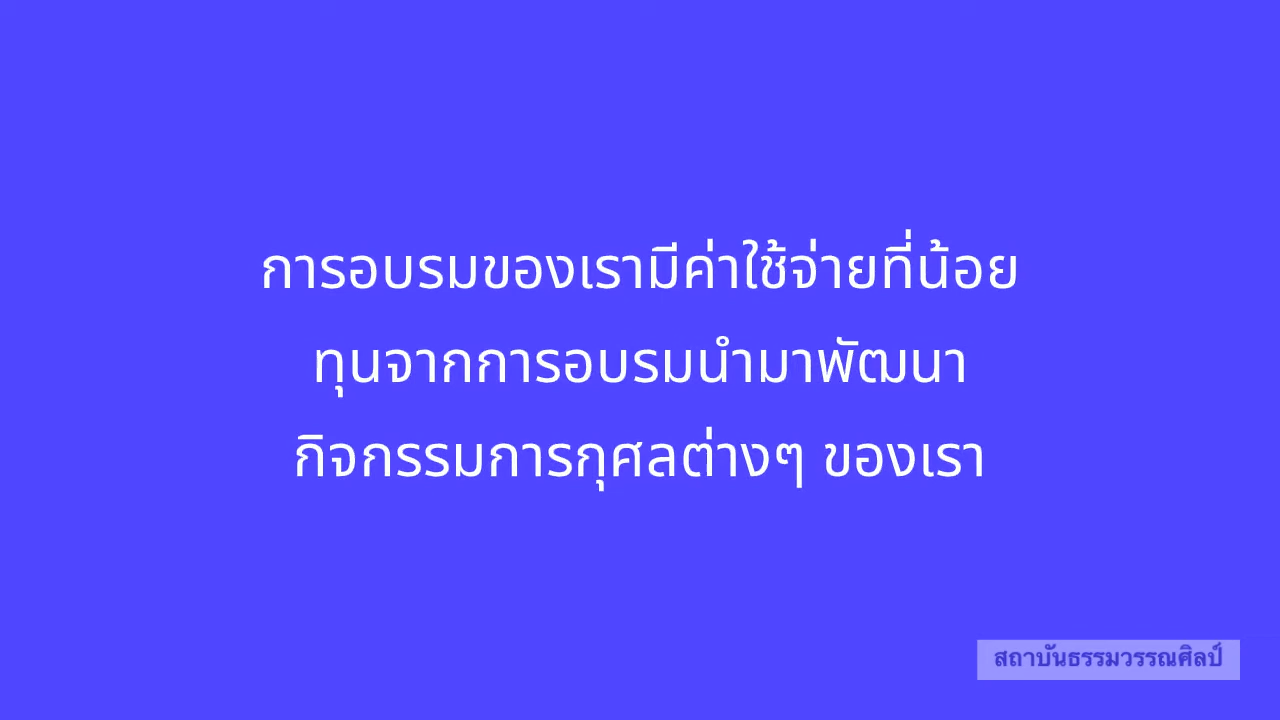 การอบรมของเรามีค่าใช้จ่ายที่น้อย
ทุนจากการอบรมนำมาพัฒนา
กิจกรรมการกุศลต่างๆ ของเรา
สถาบันธรรมวรรณศิลป์